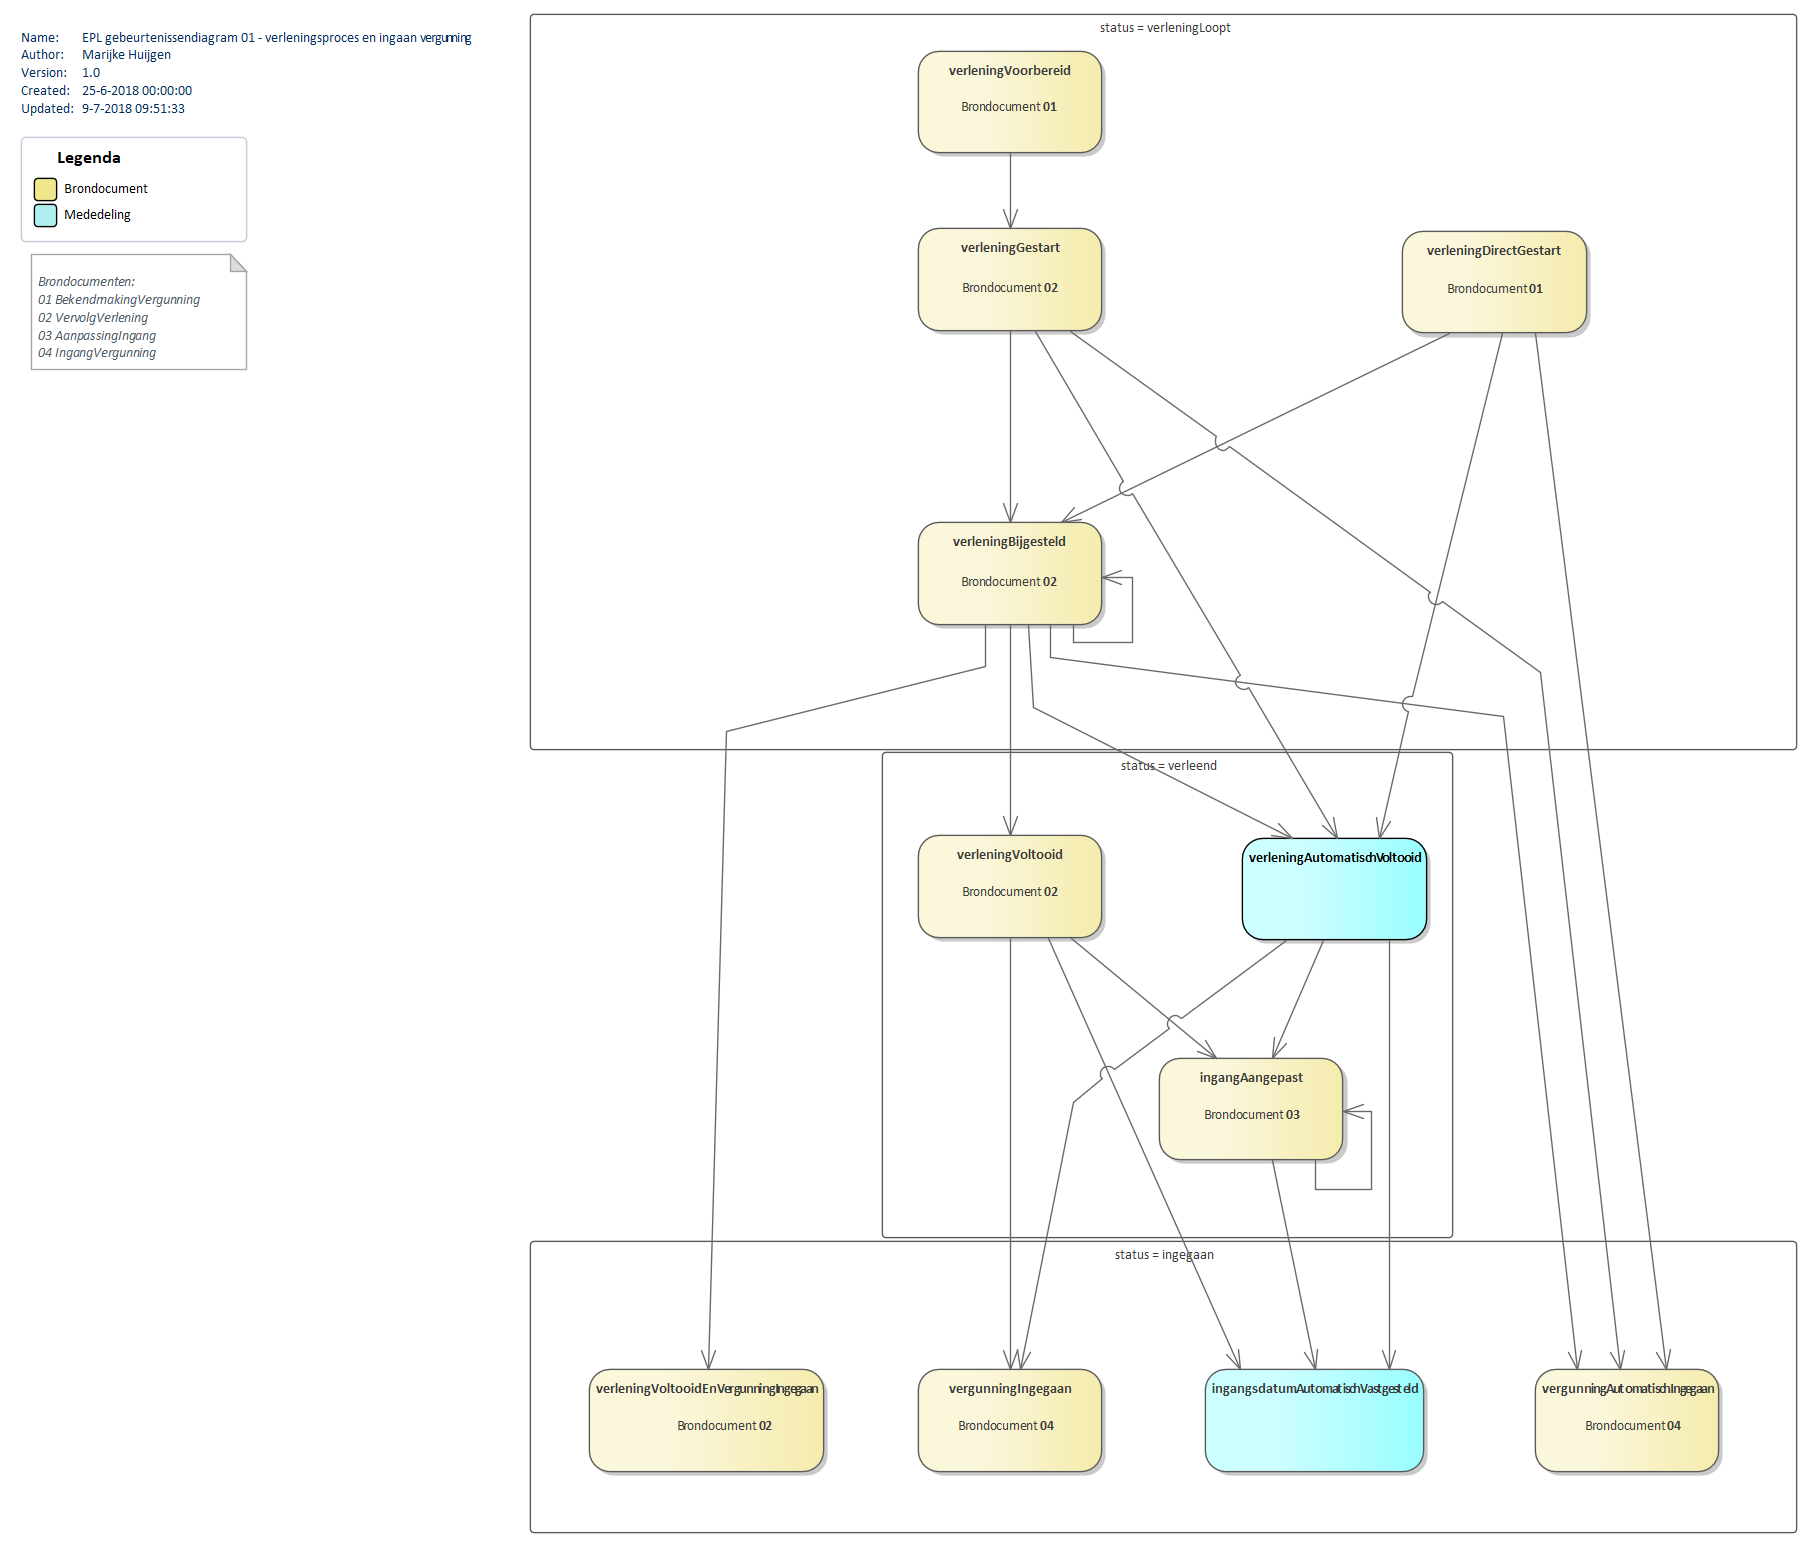 Name: EPL gebeurtenissendiagram 01 - verleningsproces en ingaan vergunning
Author: Marijke Huijgen
Version: 1.0
Created: 25-6-2018 00:00:00
Updated: 9-7-2018 09:51:33
Legenda
Brondocument
Mededeling
Brondocumenten:
01 BekendmakingVergunning
02 VervolgVerlening
03 AanpassingIngang
04 IngangVergunning
status = verleningLoopt
verleningVoorbereid
Brondocument 01
verleningGestart
Brondocument 02
verleningDirectGestart
Brondocument 01
verleningBijgesteld
Brondocument 02
status = verleend
verleningVoltooid
Brondocument 02
verleningAutomatischVoltooid
ingangAangepast
Brondocument 03
status = ingegaan
verleningVoltooidEnVergunningIngegaan
Brondocument 02
vergunningIngegaan
Brondocument 04
ingangsdatumAutomatischVastgesteld
vergunningAutomatischIngegaan
Brondocument 04